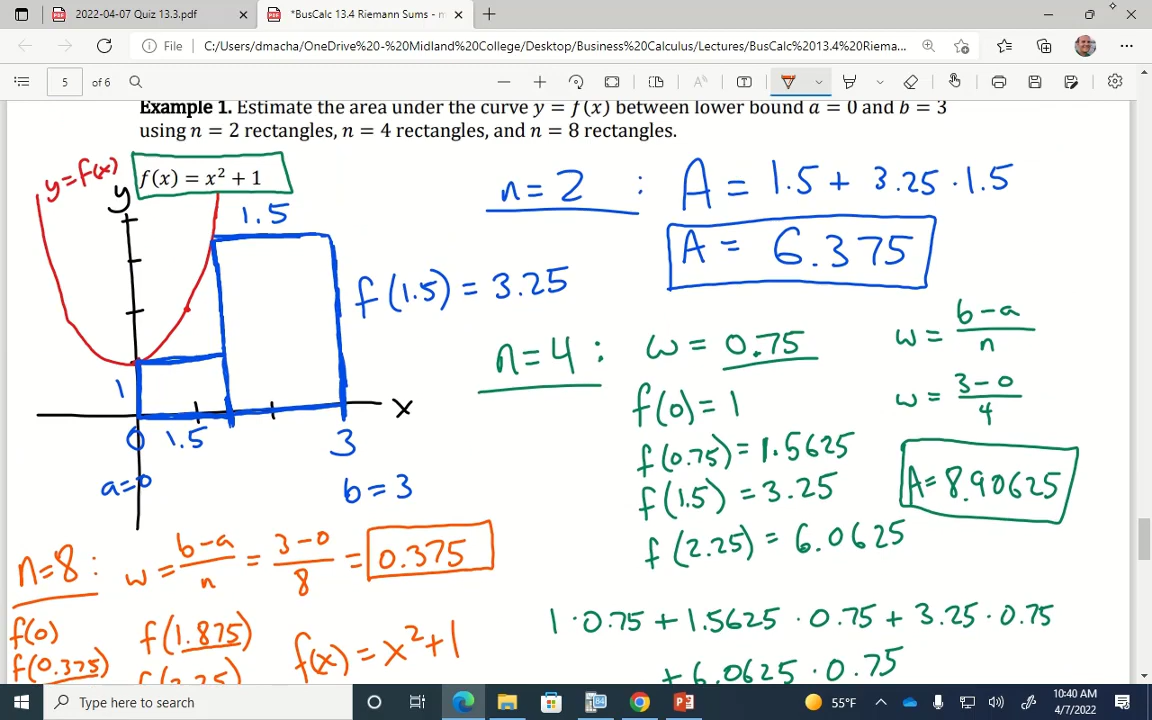 2022-04-07 Quiz 13.3.pdf
*BusCalc 13.4 Riemann Sums - m
File
C:/Users/dmacha/OneDrive%20-%20Midland%20College/Desktop/Business%20Calculus/Lectures/BusCalc%2013.4%20Riema...
5 of 6
Example 1. Estimate the area under the curve y = f(x) between lower bound a = 0 and b = 3
using n = 2 rectangles, n = 4 rectangles, and n = 8 rectangles.
y=f(x)
f(x) = x² + 1
y
1.5
n=2 : A = 1.5 + 3.25 · 1.5
A = 6.375
f(1.5) = 3.25
n=4 : w = 0.75
w = b-a / n
w = 3-0 / 4
f(0) = 1
f(0.75) = 1.5625
f(1.5) = 3.25
f(2.25) = 6.0625
A = 8.90625
1
x
0 1.5 3
a=0 b = 3
n=8 : w = b-a / n = 3-0 / 8 = 0.375
f(0) f(1.875) f(x) = x²+1
f(0.375) f(2.25)
1 · 0.75 + 1.5625 · 0.75 + 3.25 · 0.75
+ 6.0625 · 0.75
Type here to search
55°F
10:40 AM
4/7/2022